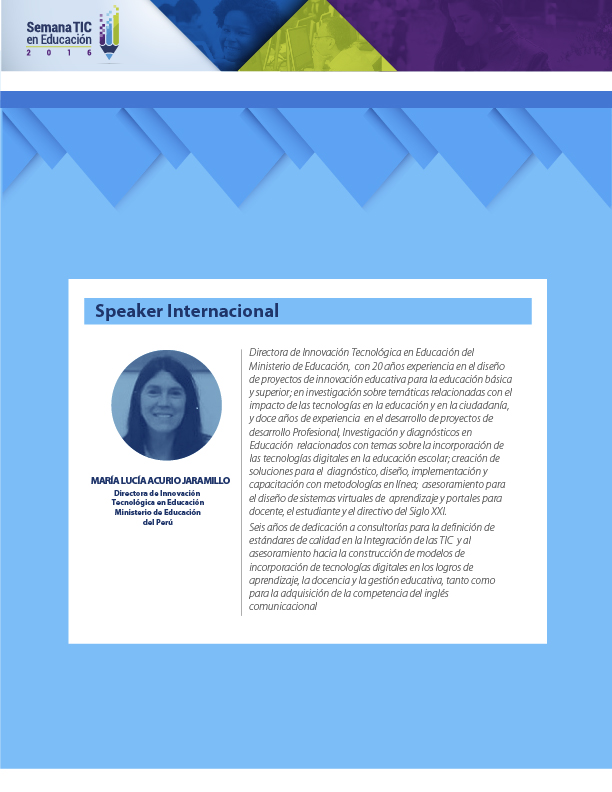 Semana TIC
en Educación
2 0 1 6
Speaker Internacional
Directora de Innovación Tecnológica en Educación del
Ministerio de Educación, con 20 años experiencia en el diseño
de proyectos de innovación educativa para la educación básica
y superior; en investigación sobre temáticas relacionadas con el
impacto de las tecnologías en la educación y en la ciudadanía,
y doce años de experiencia en el desarrollo de proyectos de
desarrollo Profesional, Investigación y diagnósticos en
Educación relacionados con temas sobre la incorporación de
las tecnologías digitales en la educación escolar; creación de
soluciones para el diagnóstico, diseño, implementación y
capacitación con metodologías en línea; asesoramiento para
el diseño de sistemas virtuales de aprendizaje y portales para
docente, el estudiante y el directivo del Siglo XXI.
Seis años de dedicación a consultorías para la definición de
estándares de calidad en la Integración de las TIC y al
asesoramiento hacia la construcción de modelos de
incorporación de tecnologías digitales en los logros de
aprendizaje, la docencia y la gestión educativa, tanto como
para la adquisición de la competencia del inglés
comunicacional
MARÍA LUCÍA ACURIO JARAMILLO
Directora de Innovación
Tecnológica en Educación
Ministerio de Educación
del Perú